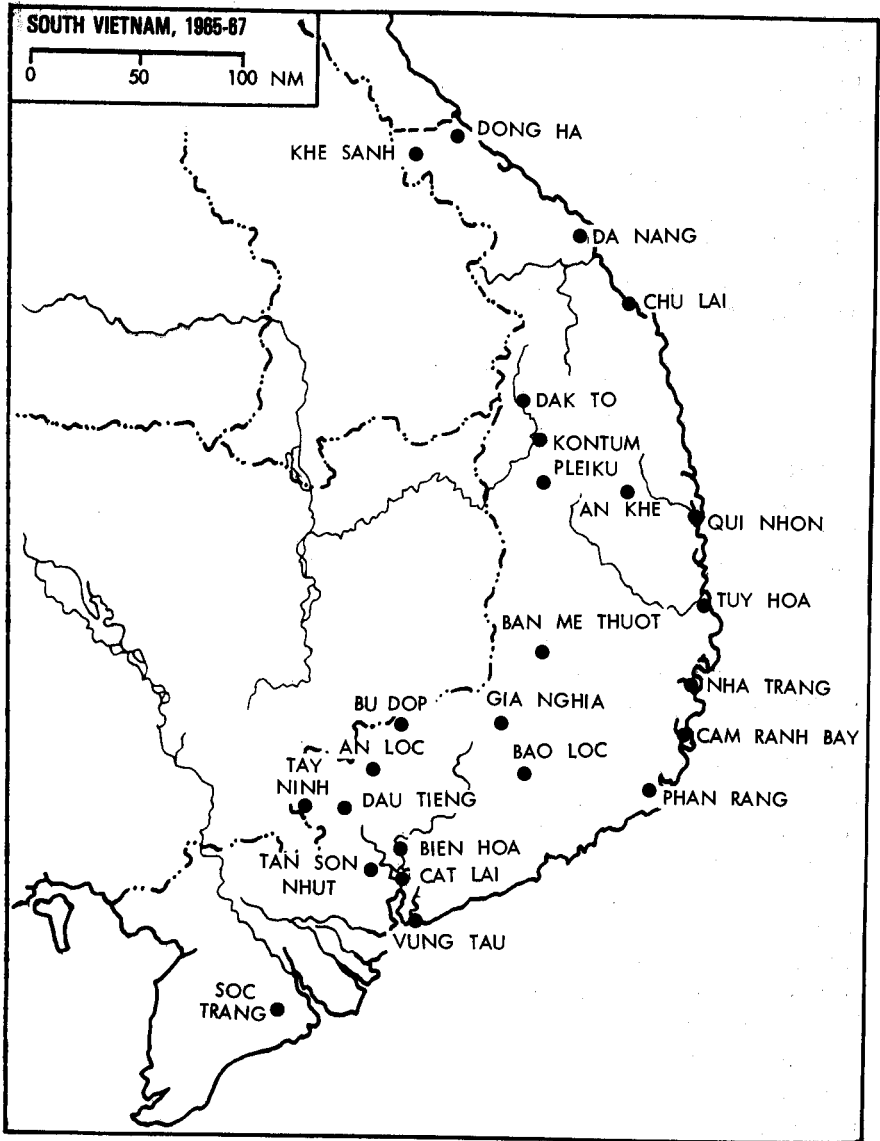 SOUTH VIETNAM, 1965-67
0 50 100 NM
DONG HA
KHE SANH
DA NANG
CHU LAI
DAK TO
KONTUM
PLEIKU
AN KHE
QUI NHON
TUY HOA
BAN ME THUOT
NHA TRANG
BU DOP
GIA NGHIA
CAM RANH BAY
AN LOC
BAO LOC
TAY
NINH
DAU TIENG
PHAN RANG
BIEN HOA
TAN SON
NHUT
CAT LAI
VUNG TAU
SOC
TRANG